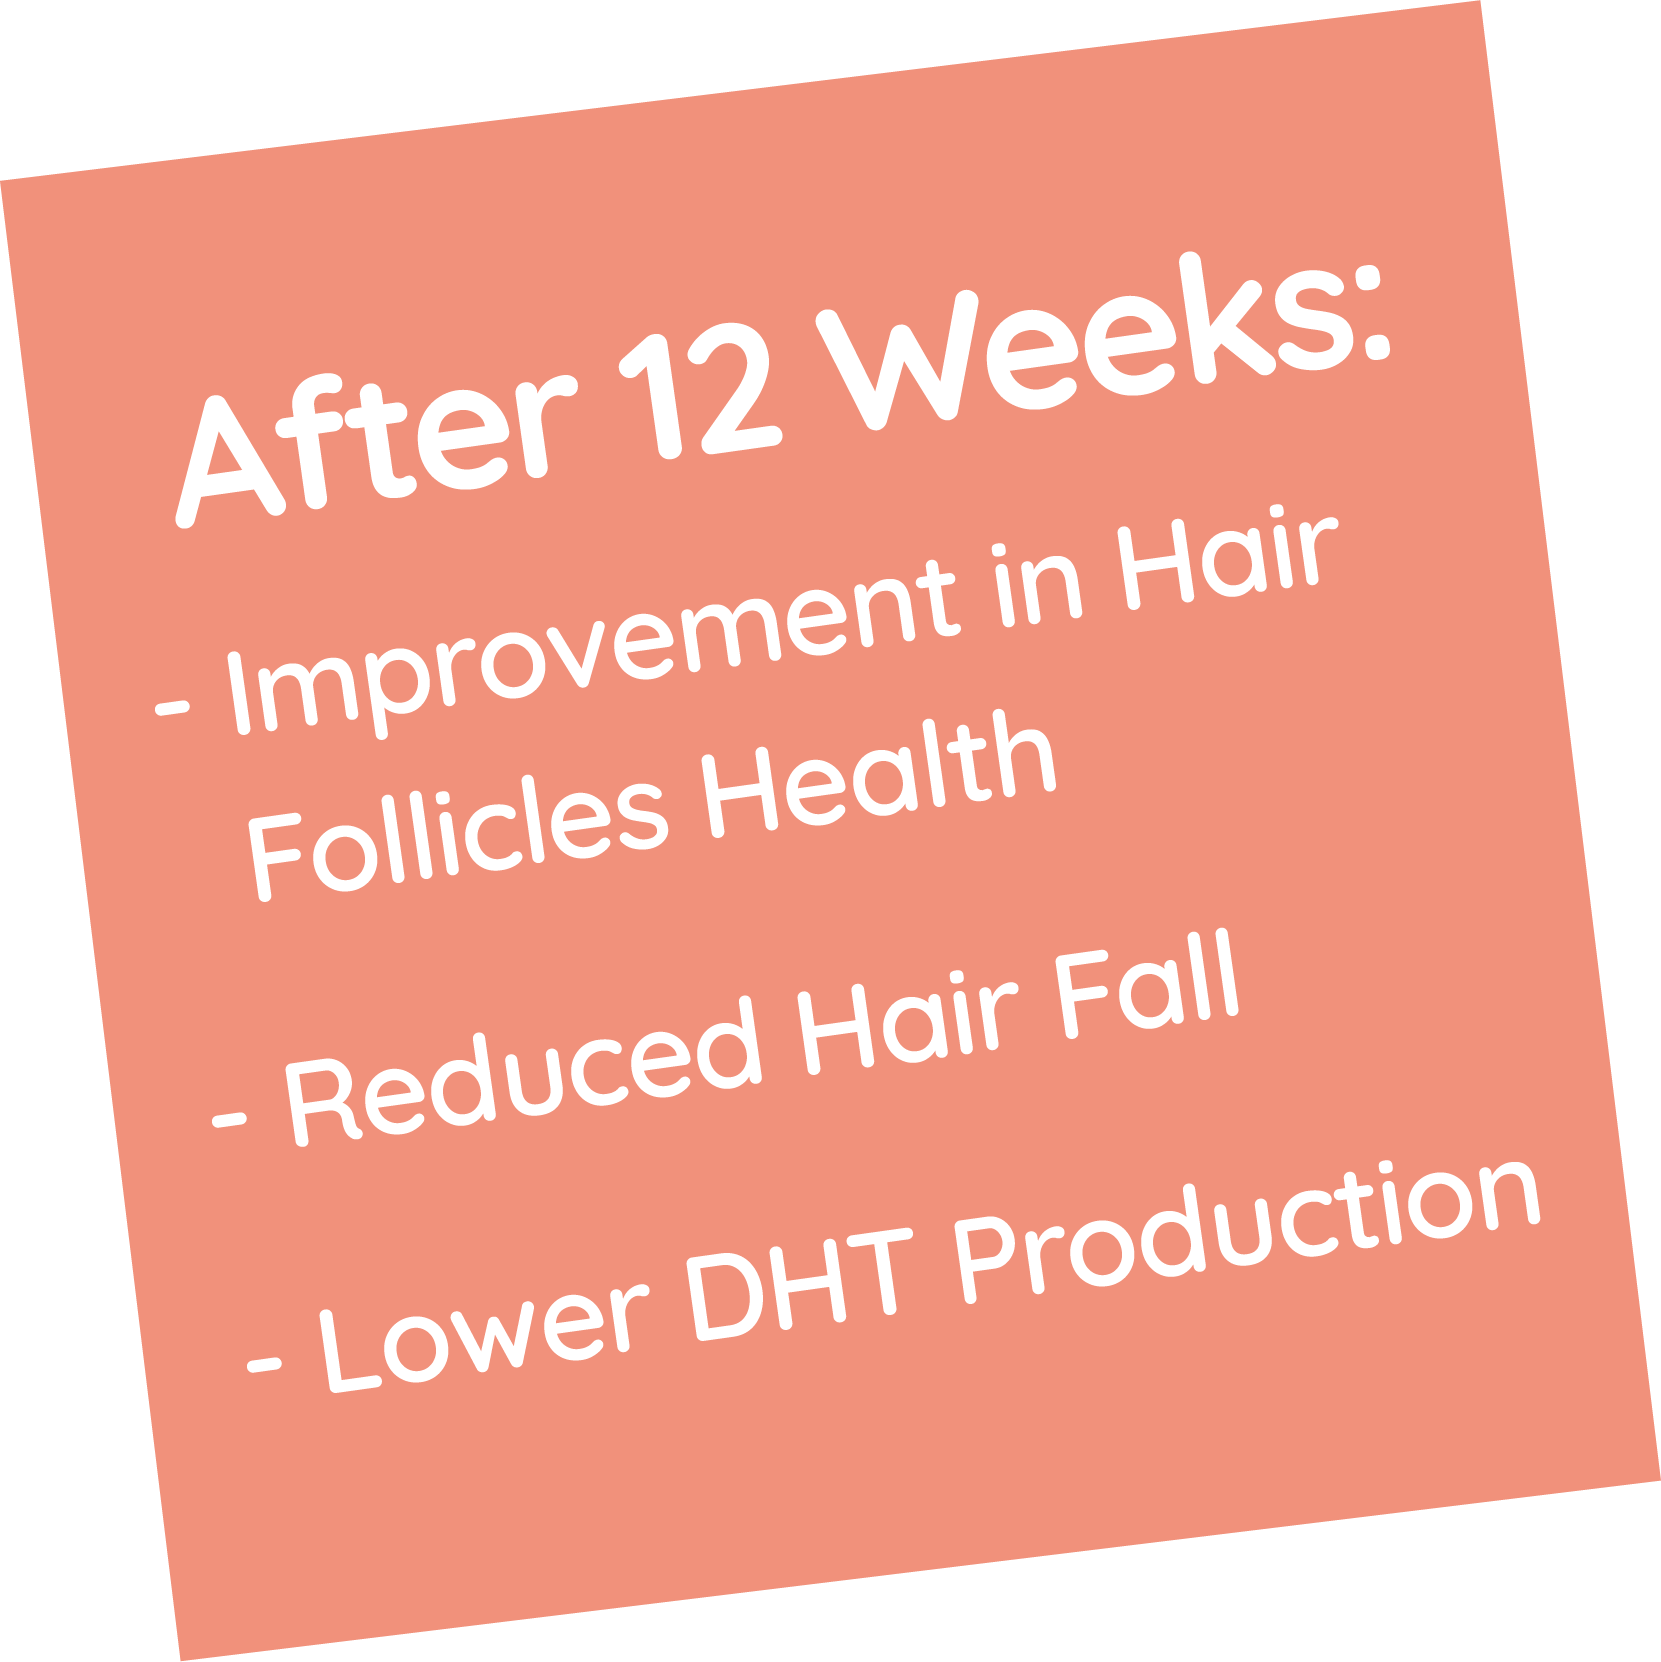 After 12 Weeks:
- Improvement in Hair
Follicles Health
- Reduced Hair Fall
- Lower DHT Production